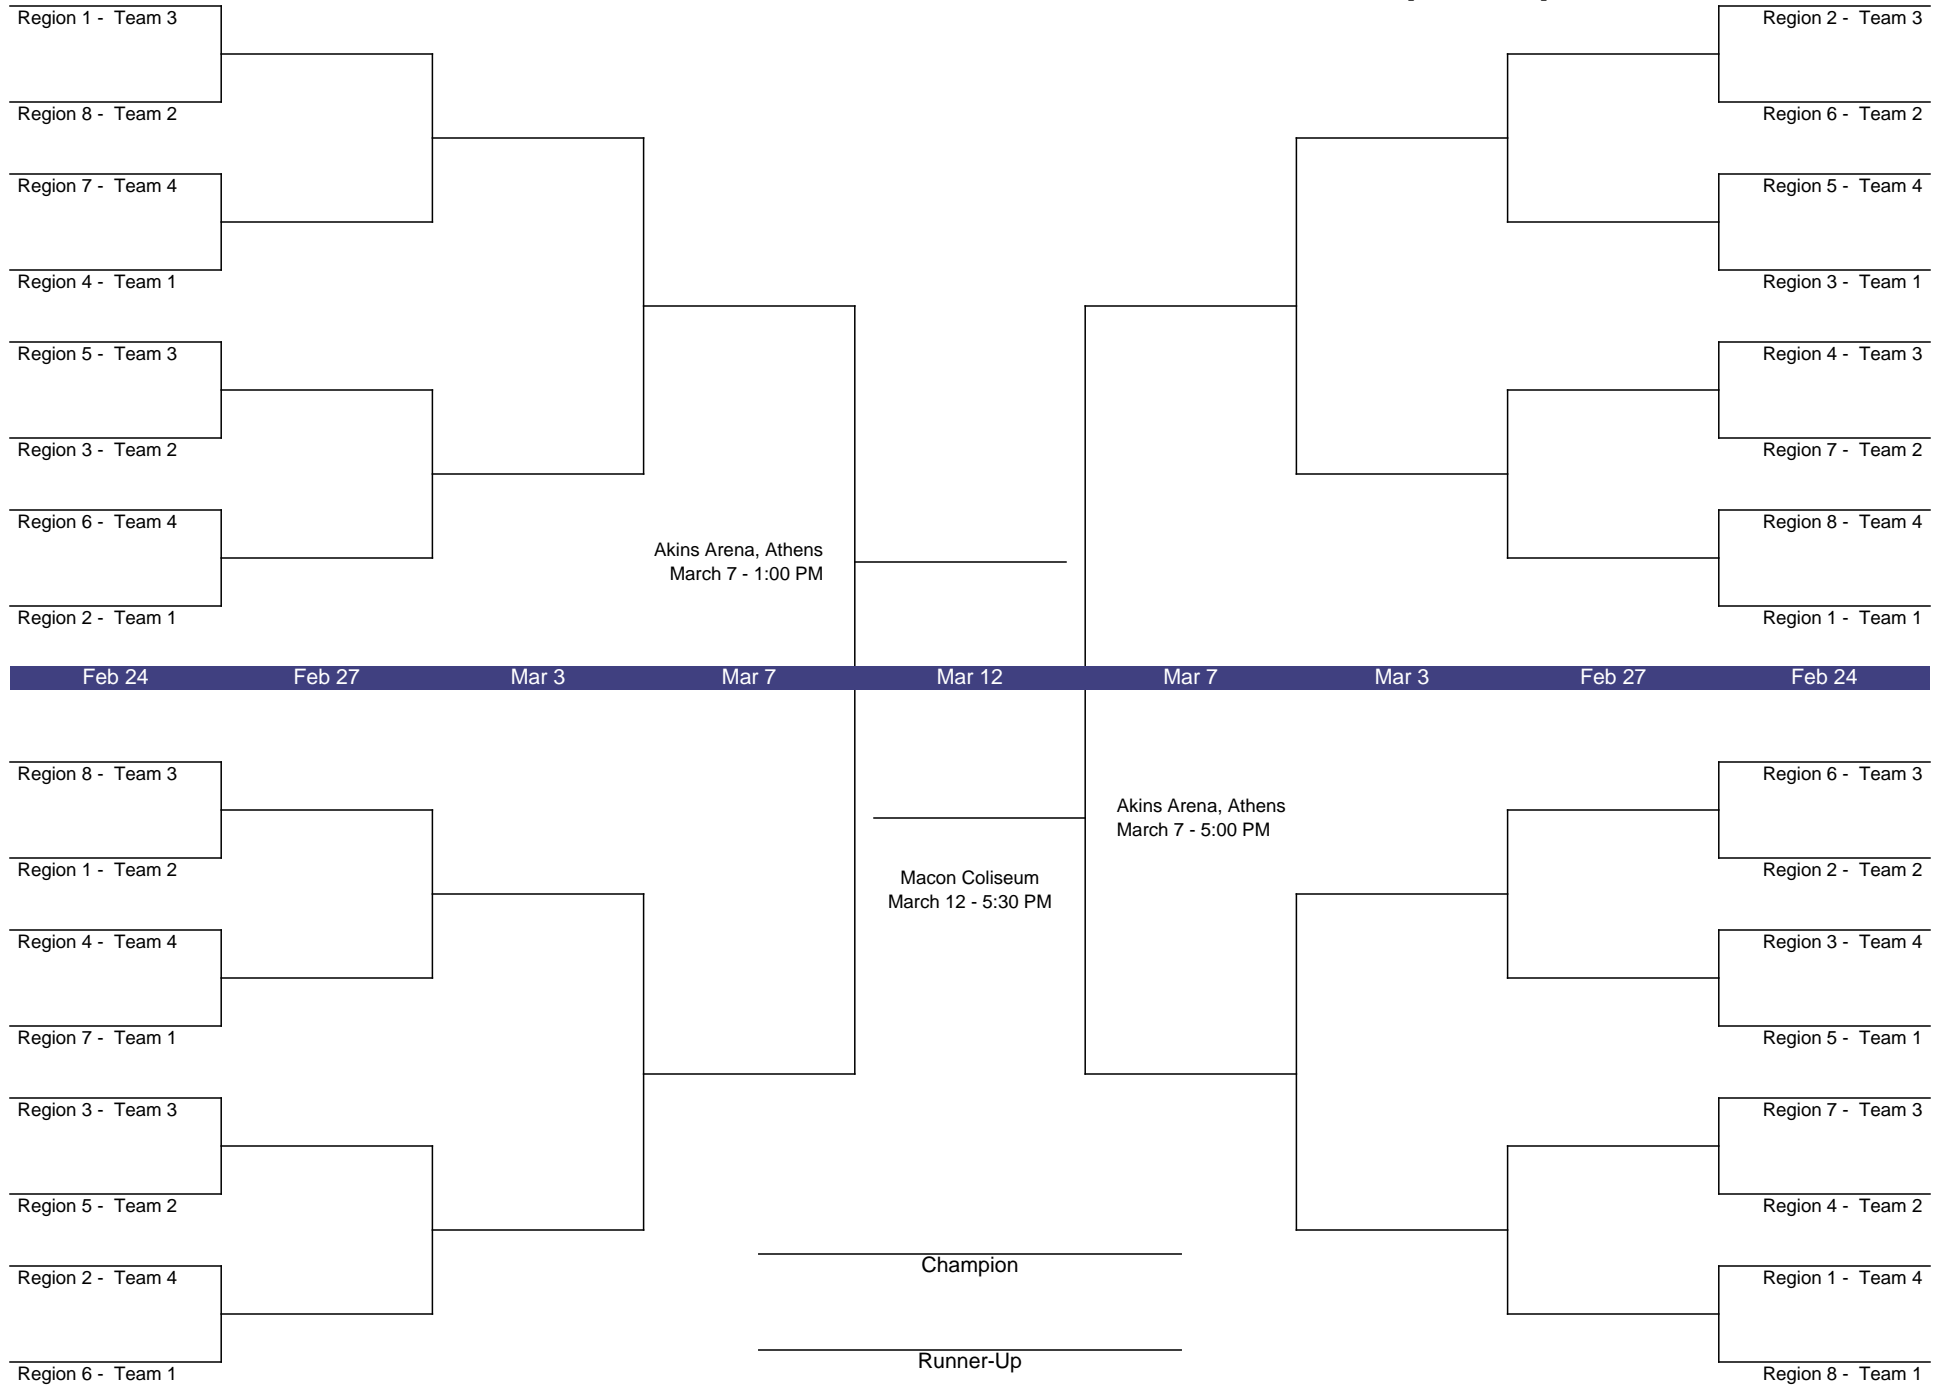 Region 1 - Team 3
Region 2 - Team 3
Region 8 - Team 2
Region 6 - Team 2
Region 7 - Team 4
Region 5 - Team 4
Region 4 - Team 1
Region 3 - Team 1
Region 5 - Team 3
Region 4 - Team 3
Region 3 - Team 2
Region 7 - Team 2
Region 6 - Team 4
Region 8 - Team 4
Akins Arena, Athens
March 7 - 1:00 PM
Region 2 - Team 1
Region 1 - Team 1
Feb 24 Feb 27 Mar 3 Mar 7 Mar 12 Mar 7 Mar 3 Feb 27 Feb 24
Region 8 - Team 3
Region 6 - Team 3
Akins Arena, Athens
March 7 - 5:00 PM
Region 1 - Team 2
Region 2 - Team 2
Macon Coliseum
March 12 - 5:30 PM
Region 4 - Team 4
Region 3 - Team 4
Region 7 - Team 1
Region 5 - Team 1
Region 3 - Team 3
Region 7 - Team 3
Region 5 - Team 2
Region 4 - Team 2
Champion
Region 2 - Team 4
Region 1 - Team 4
Runner-Up
Region 6 - Team 1
Region 8 - Team 1